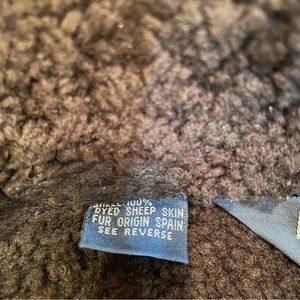 SHELL: 100%
DYED SHEEP SKIN
FUR ORIGIN SPAIN
SEE REVERSE